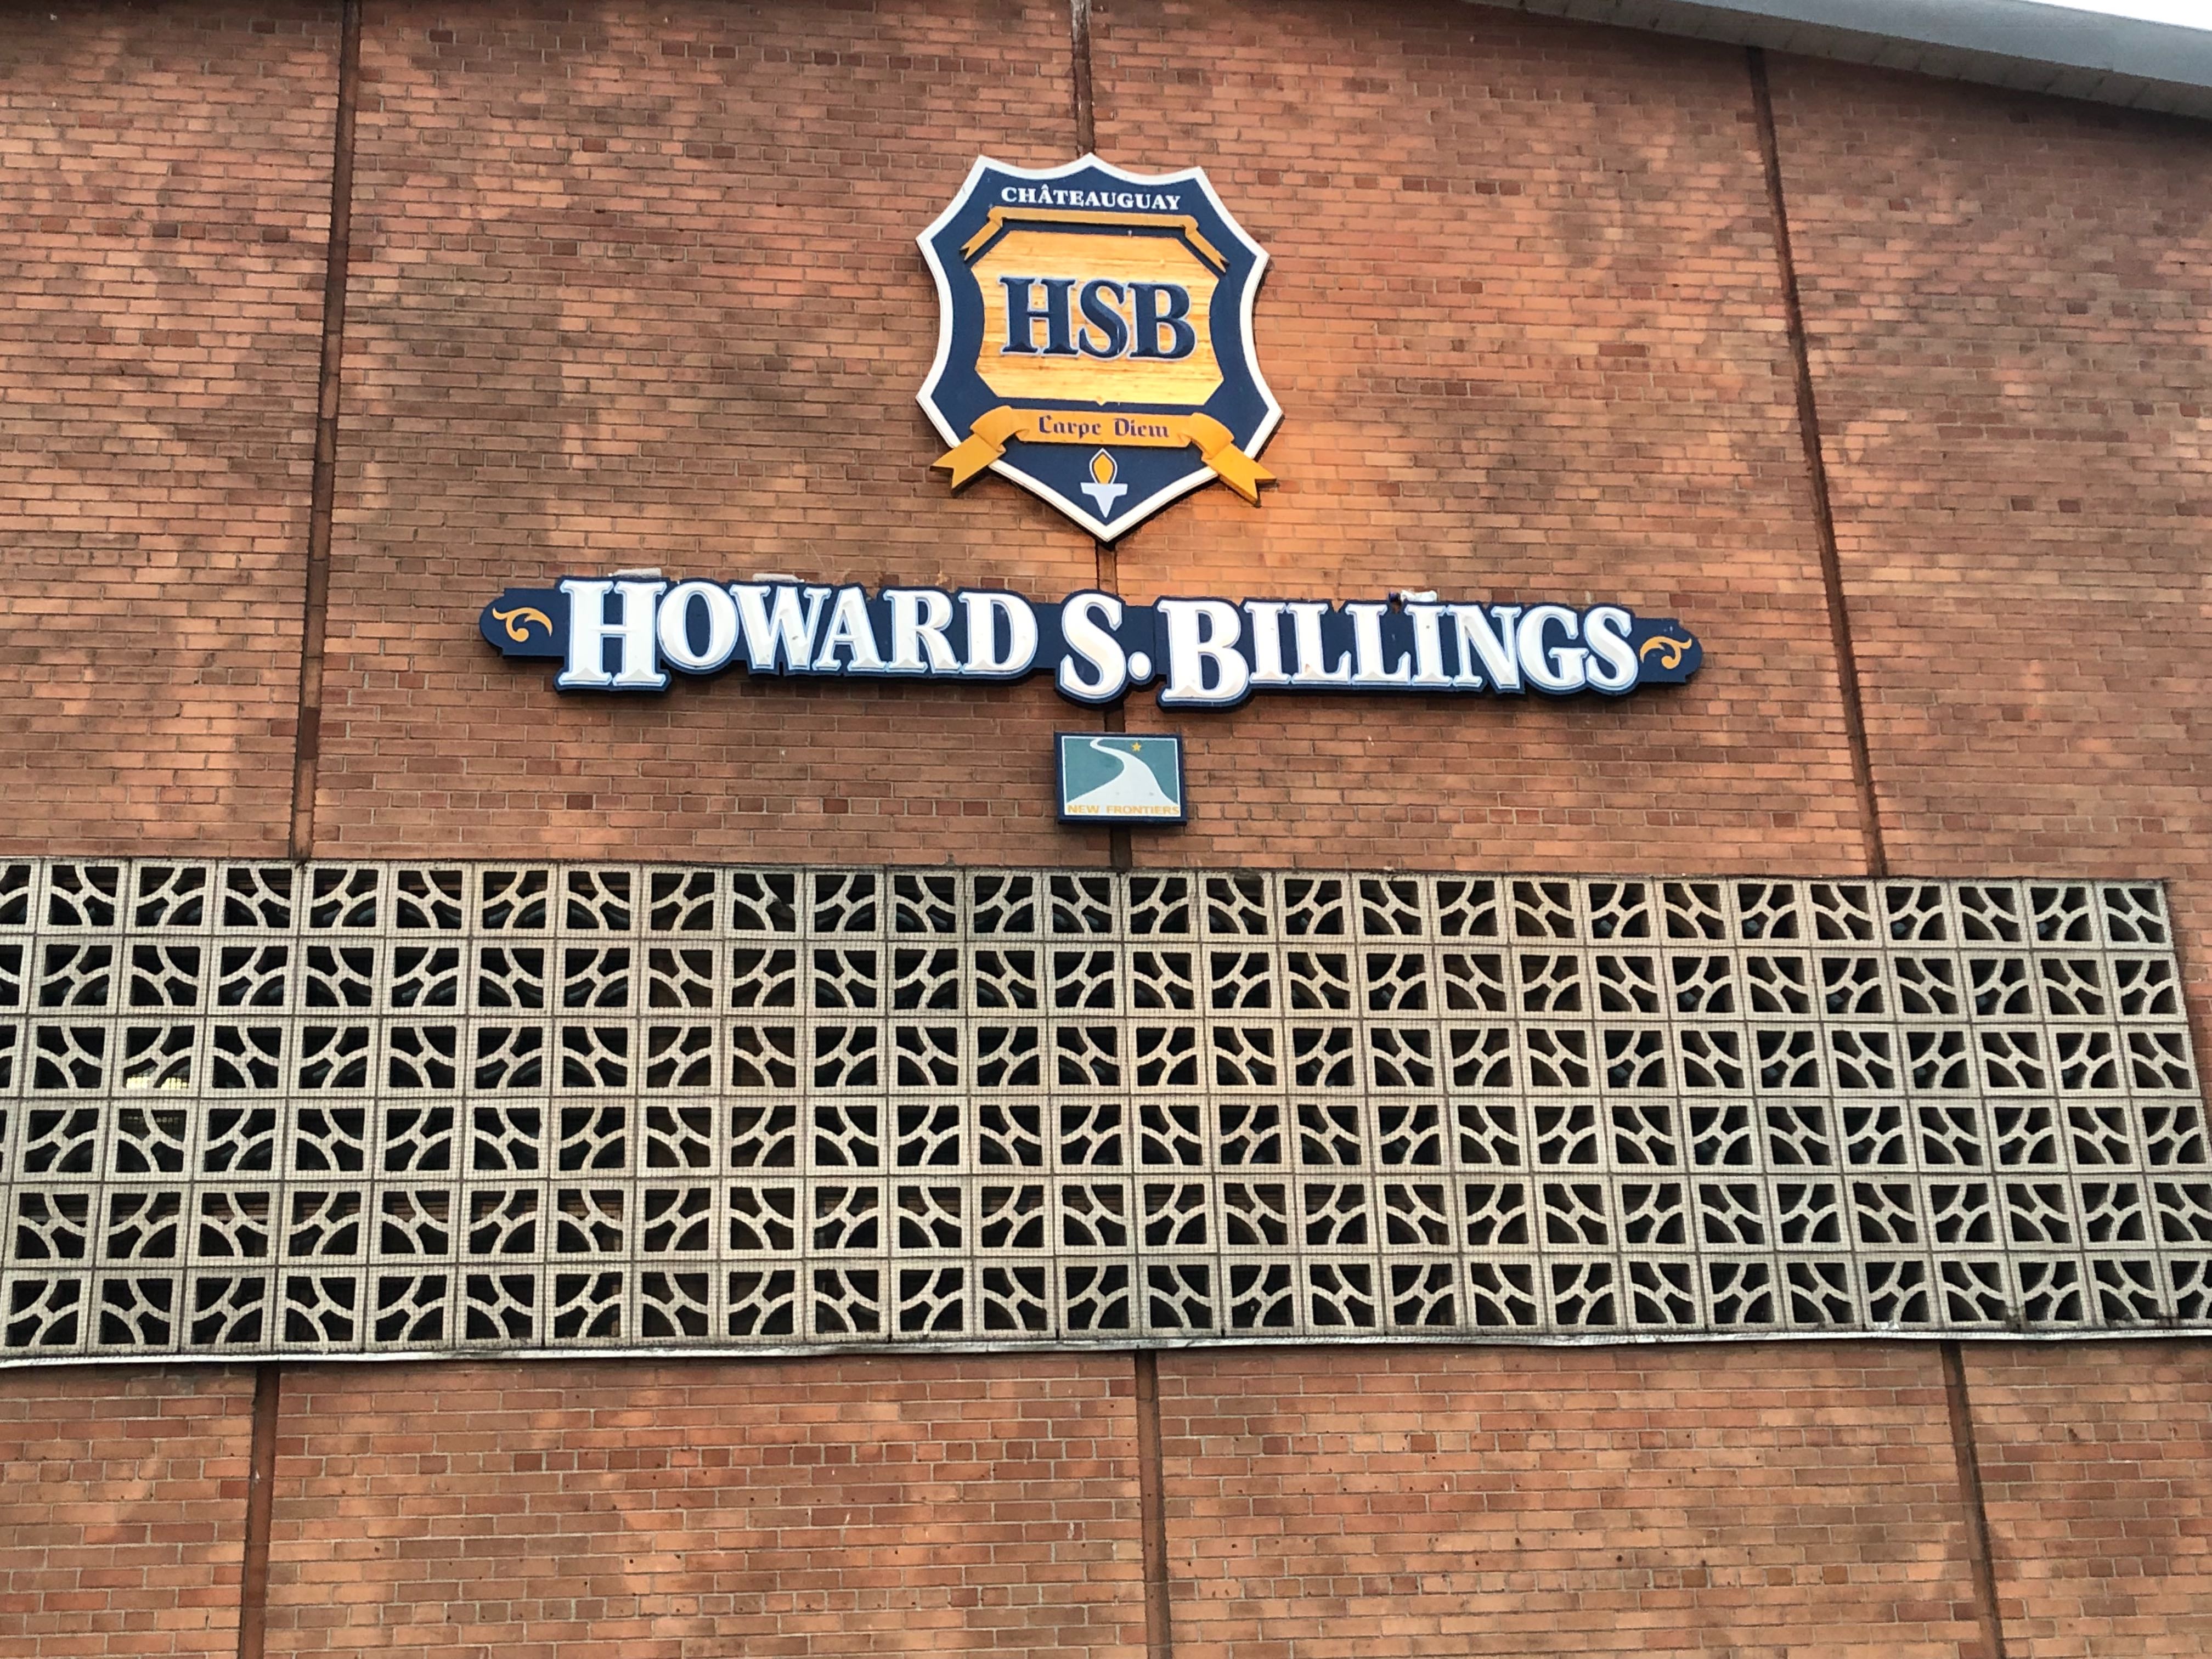 CHÂTEAUGUAY
HSB
Carpe Diem
HOWARD S. BILLINGS
NEW FRONTIERS